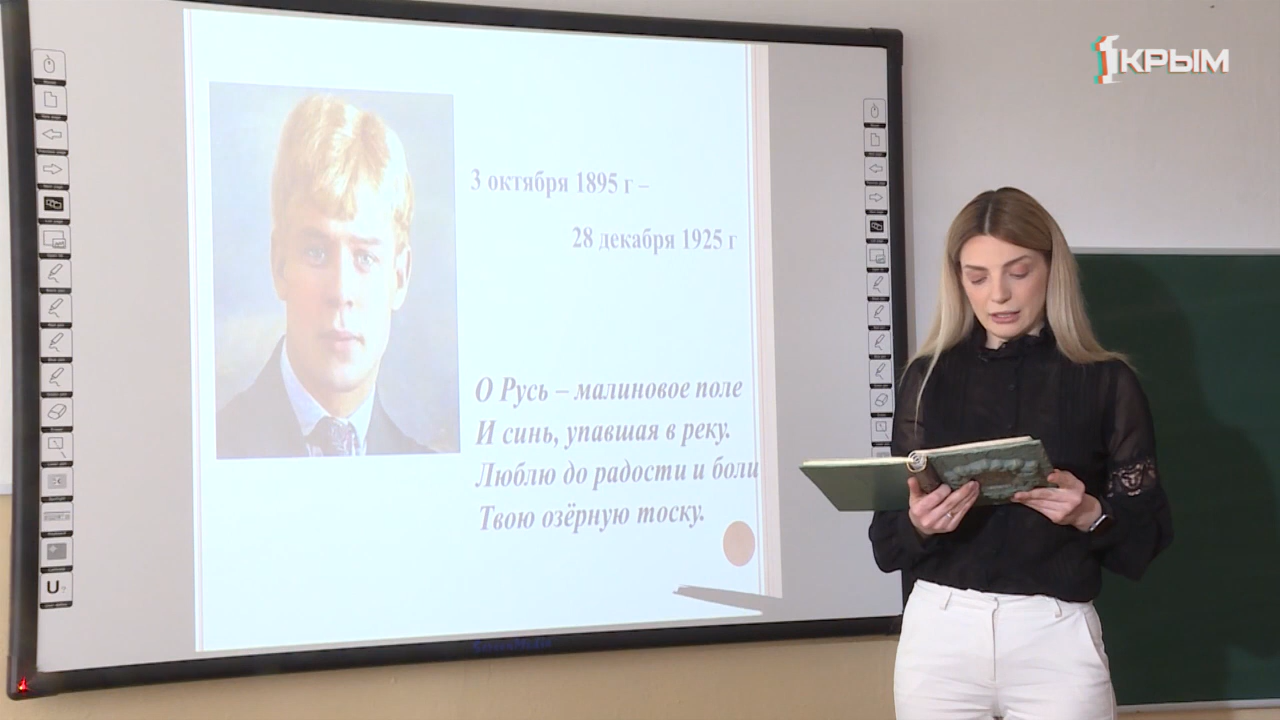 1КРЫМ
3 октября 1895 г –
28 декабря 1925 г
О Русь – малиновое поле
И синь, упавшая в реку.
Люблю до радости и боли
Твою озёрную тоску.